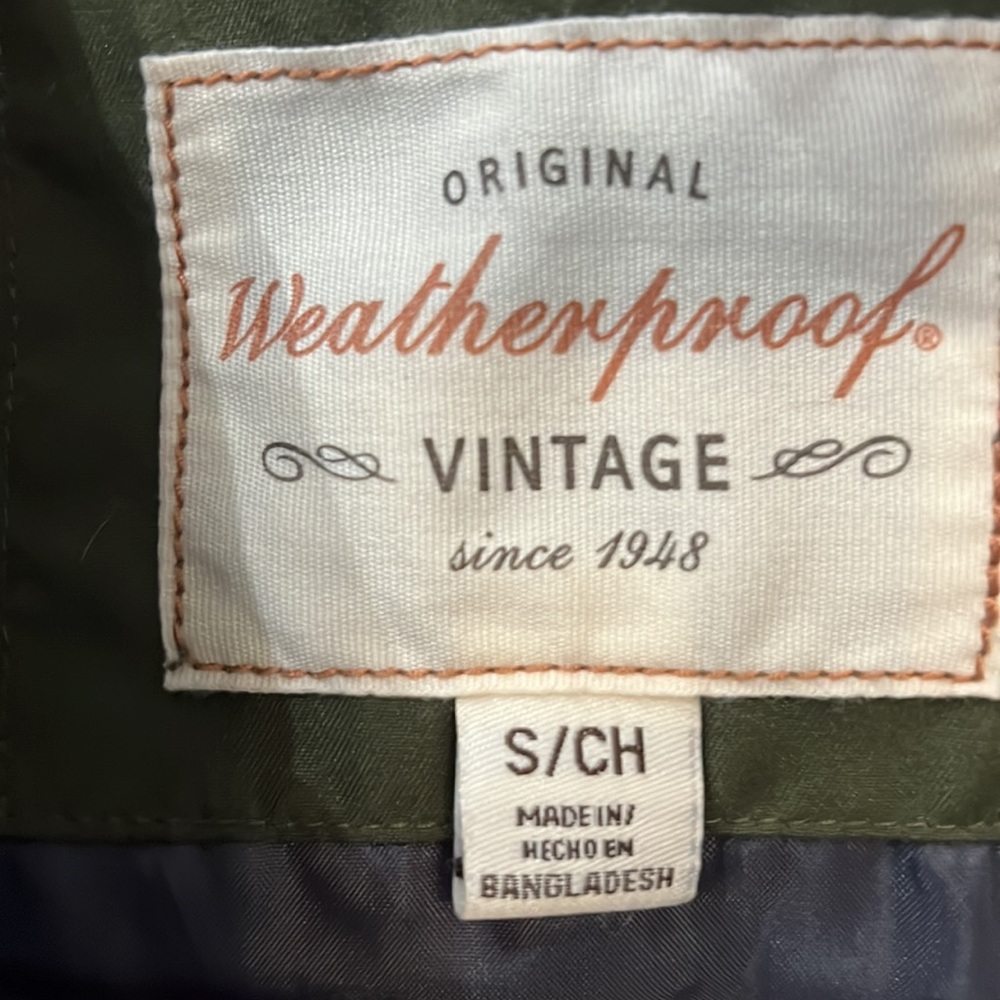 ORIGINAL
Weatherproof®
VINTAGE
since 1948
S/CH
MADE IN/
HECHO EN
BANGLADESH